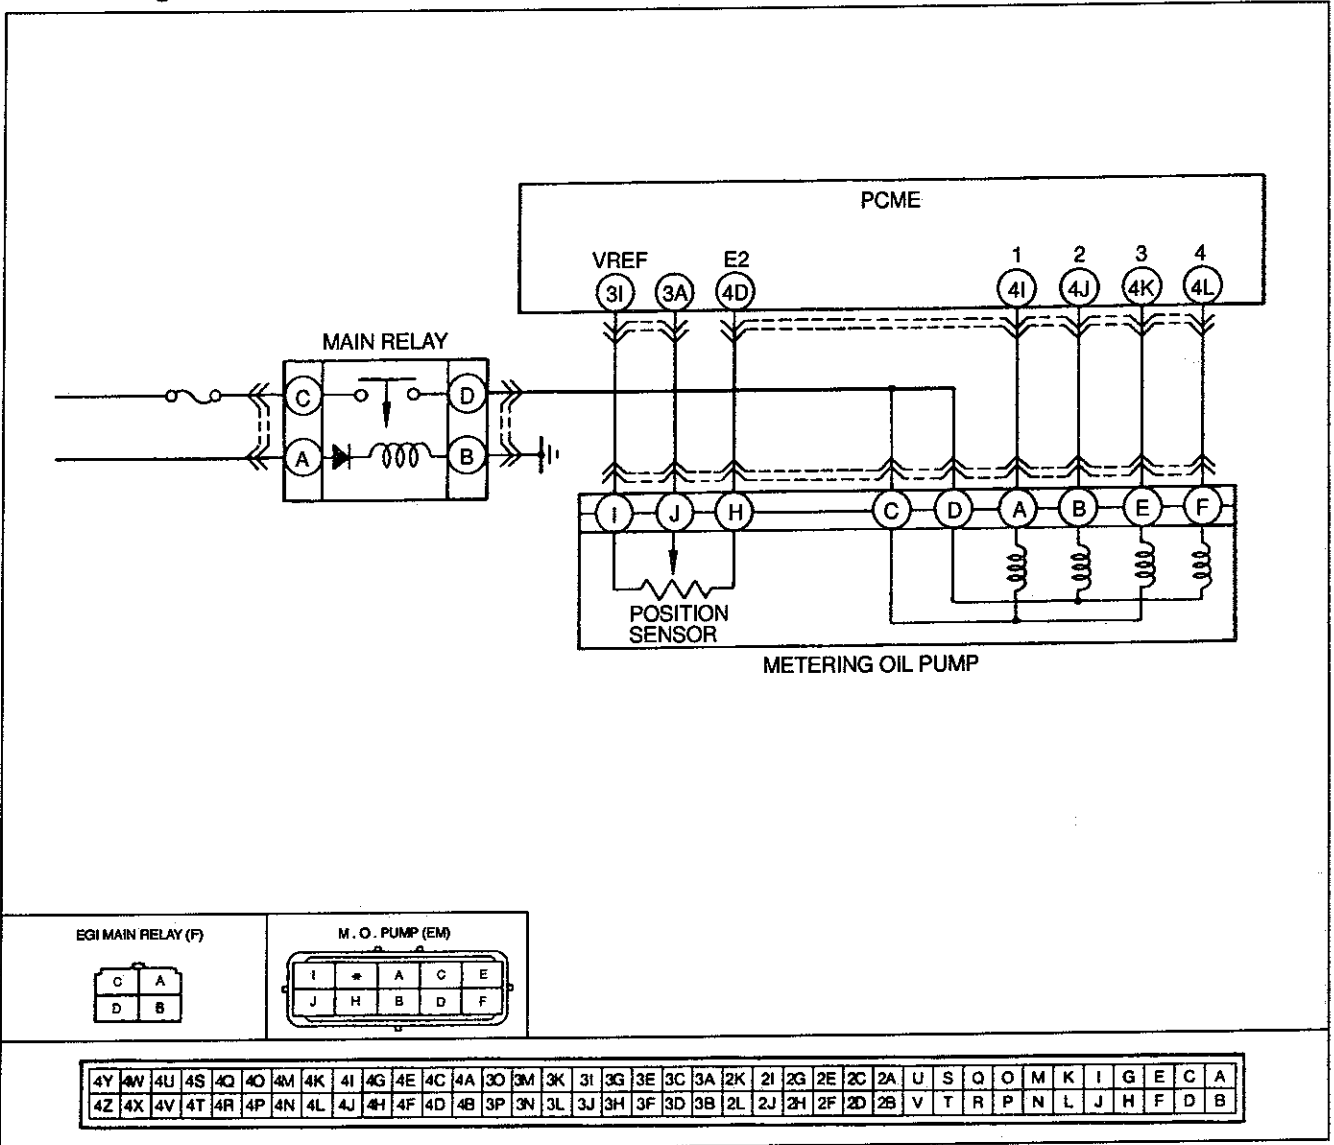 PCME
VREF E2 1 2 3 4
3I 3A 4D 4I 4J 4K 4L
MAIN RELAY
C D
A B
I J H C D A B E F
POSITION
SENSOR
METERING OIL PUMP
EGI MAIN RELAY (F)
C A
D B
M.O.PUMP (EM)
I * A C E
J H B D F
4Y 4W 4U 4S 4Q 4O 4M 4K 4I 4G 4E 4C 4A 3O 3M 3K 3I 3G 3E 3C 3A 2K 2I 2G 2E 2C 2A U S Q O M K I G E C A
4Z 4X 4V 4T 4R 4P 4N 4L 4J 4H 4F 4D 4B 3P 3N 3L 3J 3H 3F 3D 3B 2L 2J 2H 2F 2D 2B V T R P N L J H F D B